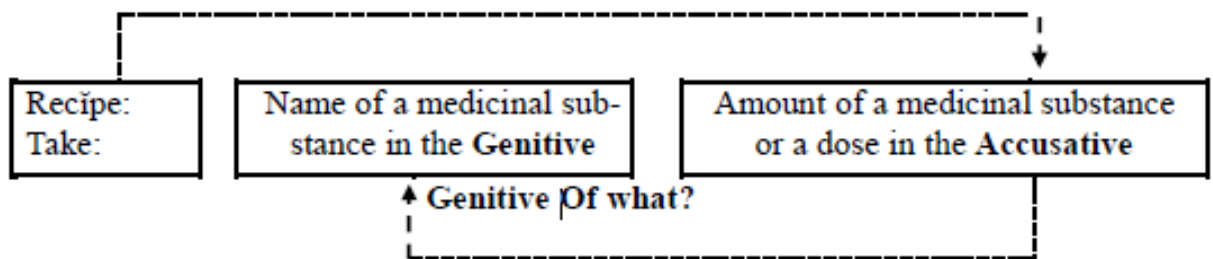 Recĭpe:
Take:
Name of a medicinal sub-
stance in the Genitive
Amount of a medicinal substance
or a dose in the Accusative
Genitive Of what?